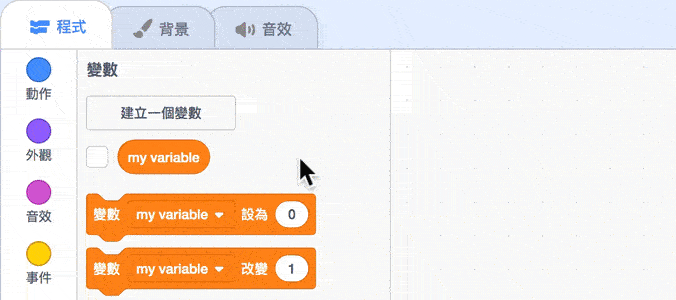 程式 背景 音效
變數
動作
建立一個變數
外觀
my variable
音效
變數 my variable 設為 0
事件
變數 my variable 改變 1